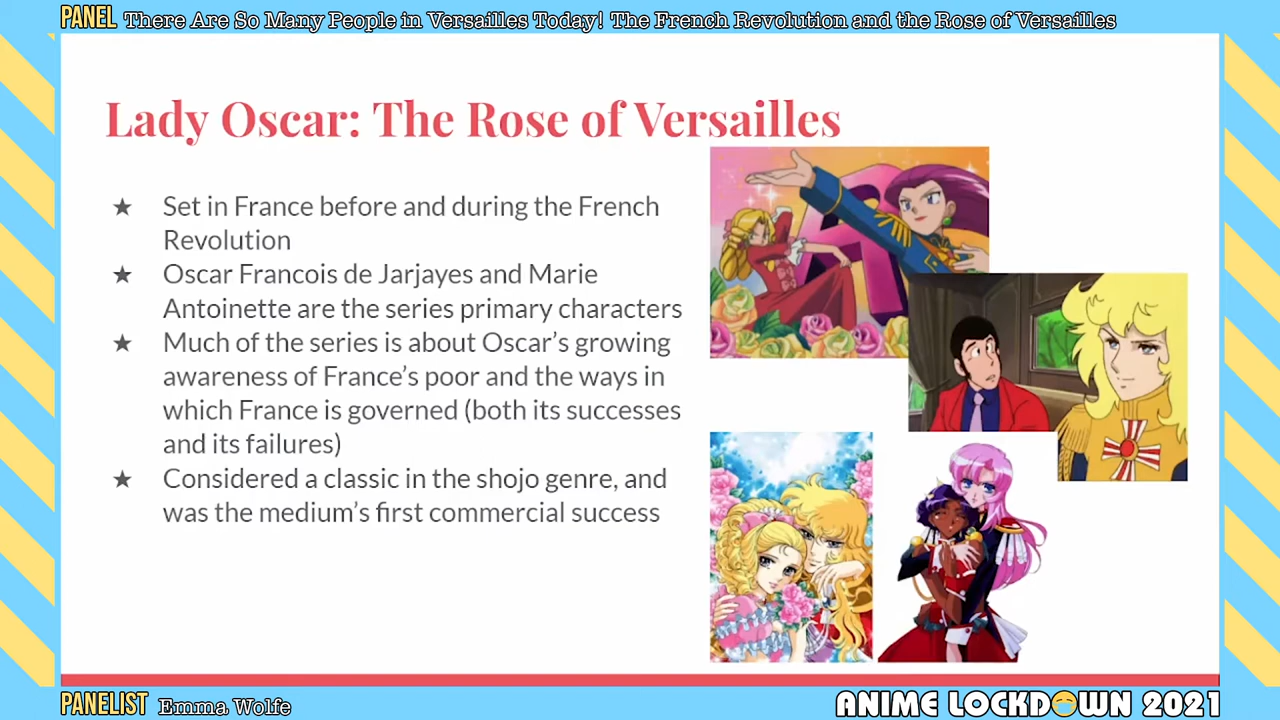 PANEL There Are So Many People in Versailles Today! The French Revolution and the Rose of Versailles
Lady Oscar: The Rose of Versailles
★ Set in France before and during the French
Revolution
★ Oscar Francois de Jarjayes and Marie
Antoinette are the series primary characters
★ Much of the series is about Oscar's growing
awareness of France's poor and the ways in
which France is governed (both its successes
and its failures)
★ Considered a classic in the shojo genre, and
was the medium's first commercial success
PANELIST Emma Wolfe
ANIME LOCKDOWN 2021